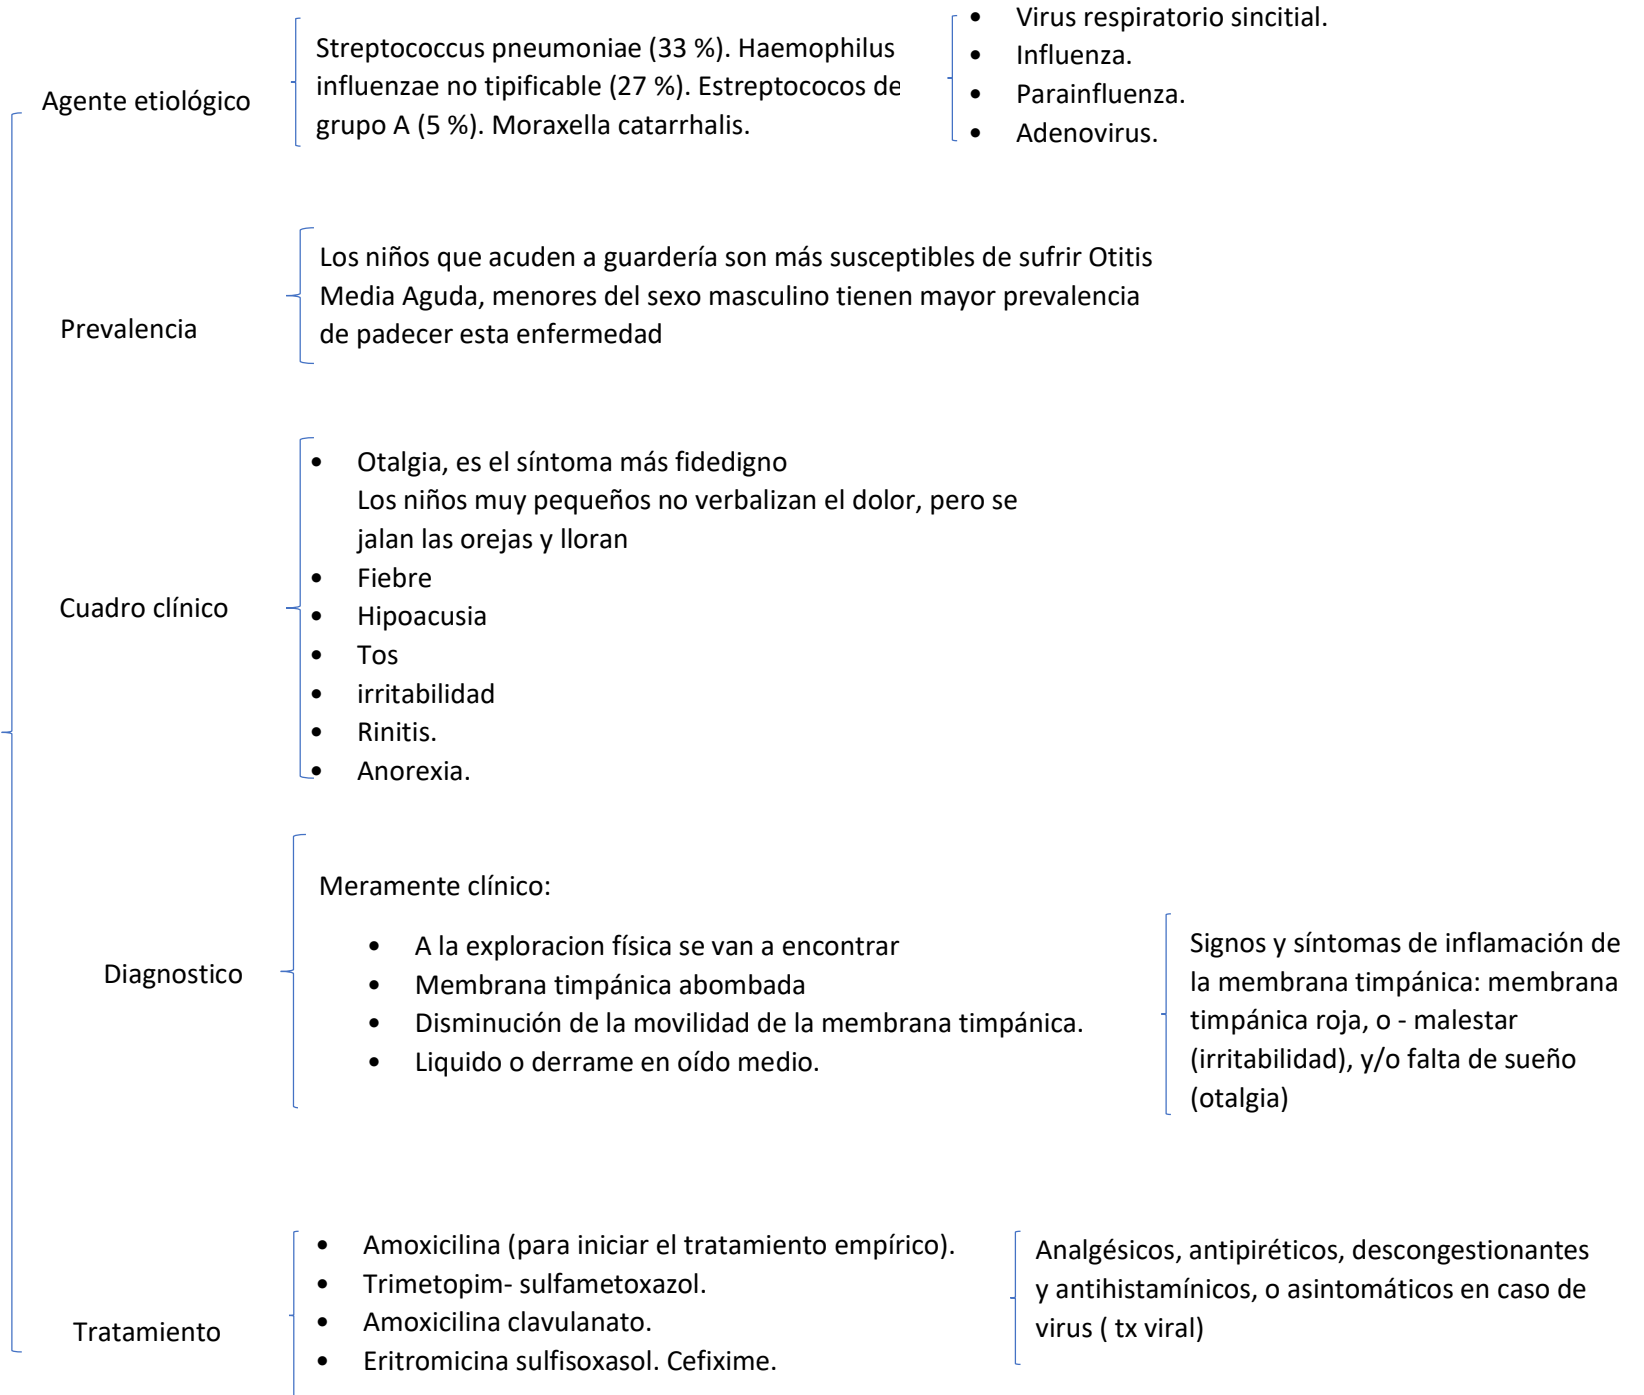 Agente etiológico
Streptococcus pneumoniae (33 %). Haemophilus
influenzae no tipificable (27 %). Estreptococos de
grupo A (5 %). Moraxella catarrhalis.
• Virus respiratorio sincitial.
• Influenza.
• Parainfluenza.
• Adenovirus.
Prevalencia
Los niños que acuden a guardería son más susceptibles de sufrir Otitis
Media Aguda, menores del sexo masculino tienen mayor prevalencia
de padecer esta enfermedad
Cuadro clínico
• Otalgia, es el síntoma más fidedigno
Los niños muy pequeños no verbalizan el dolor, pero se
jalan las orejas y lloran
• Fiebre
• Hipoacusia
• Tos
• irritabilidad
• Rinitis.
• Anorexia.
Diagnostico
Meramente clínico:
• A la exploracion física se van a encontrar
• Membrana timpánica abombada
• Disminución de la movilidad de la membrana timpánica.
• Liquido o derrame en oído medio.
Signos y síntomas de inflamación de
la membrana timpánica: membrana
timpánica roja, o - malestar
(irritabilidad), y/o falta de sueño
(otalgia)
Tratamiento
• Amoxicilina (para iniciar el tratamiento empírico).
• Trimetopim- sulfametoxazol.
• Amoxicilina clavulanato.
• Eritromicina sulfisoxasol. Cefixime.
Analgésicos, antipiréticos, descongestionantes
y antihistamínicos, o asintomáticos en caso de
virus ( tx viral)